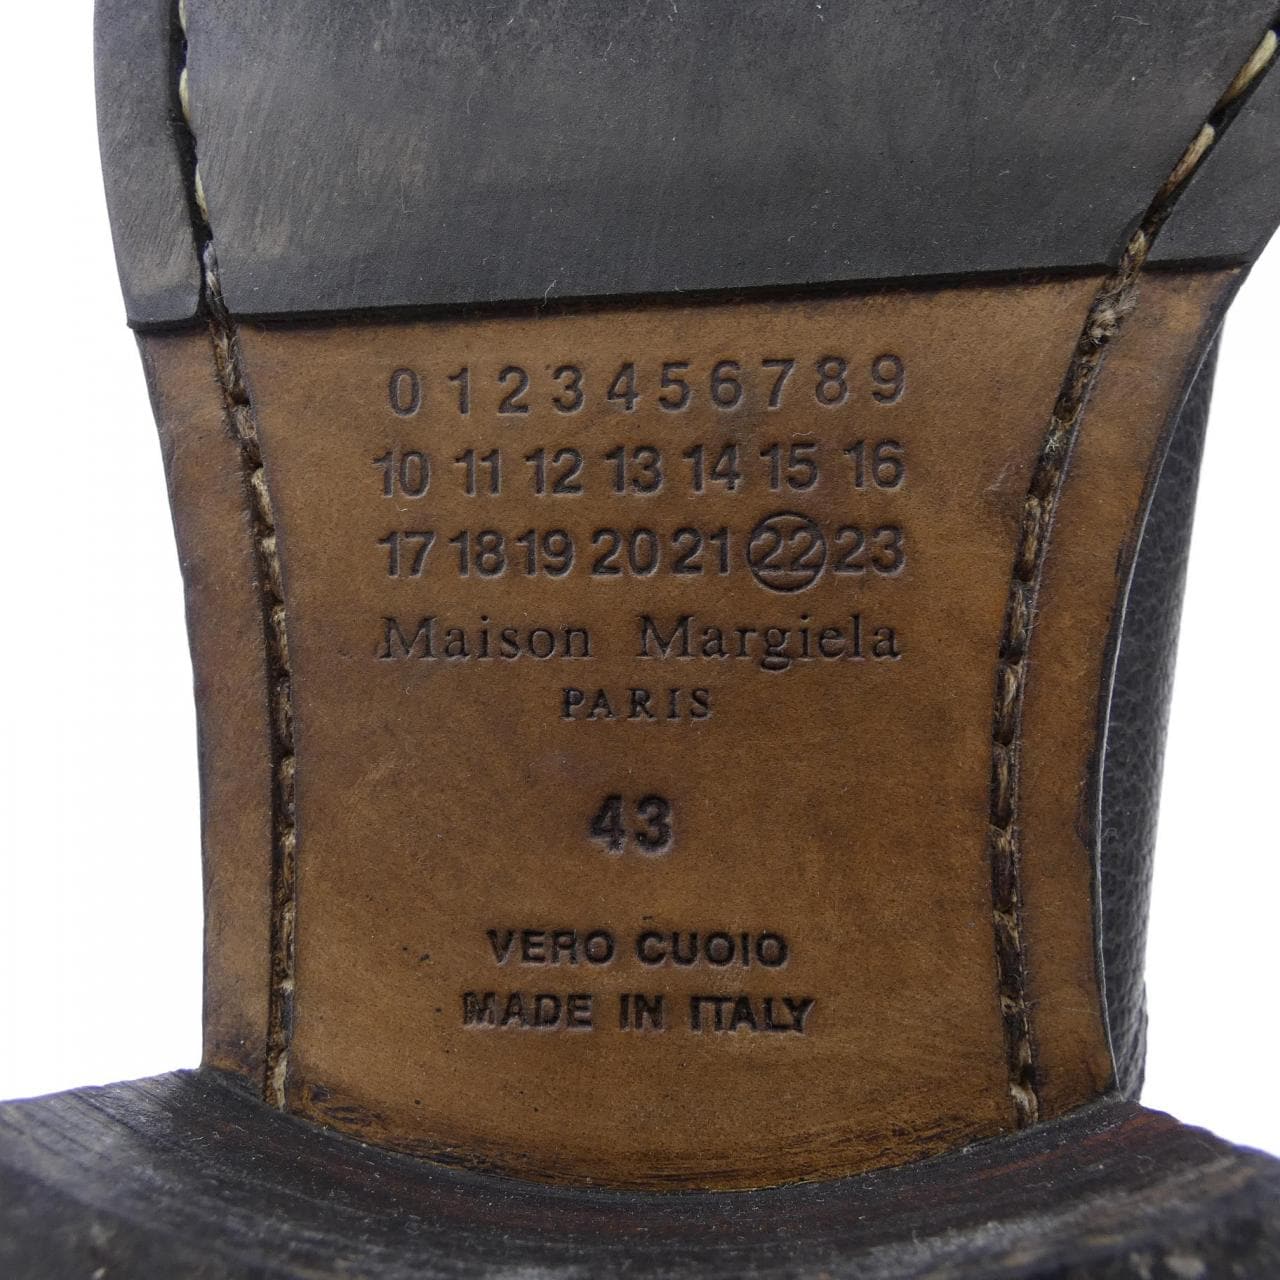 0 1 2 3 4 5 6 7 8 9
10 11 12 13 14 15 16
17 18 19 20 21 22 23
Maison Margiela
PARIS
43
VERO CUOIO
MADE IN ITALY